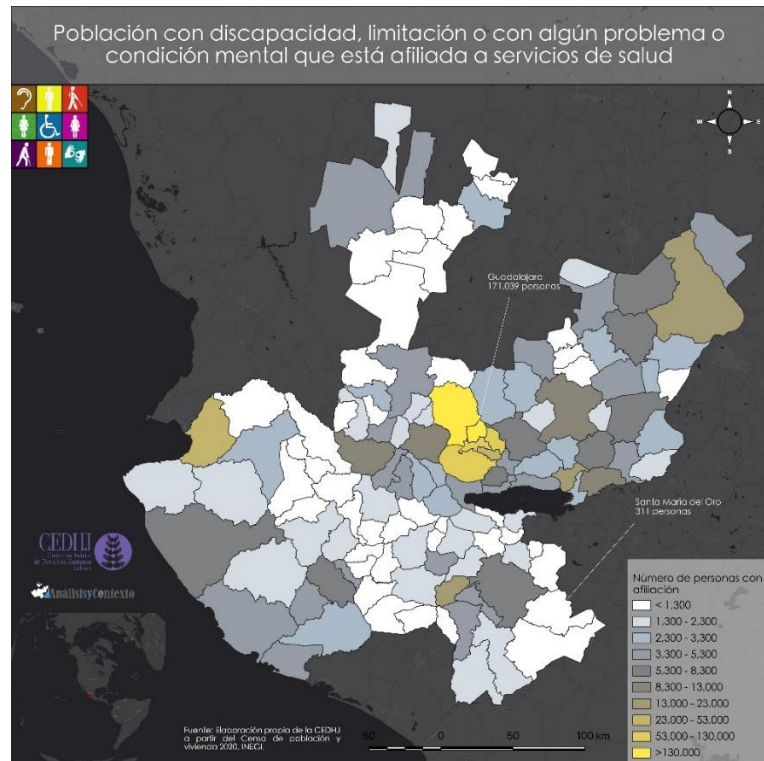 Población con discapacidad, limitación o con algún problema o
condición mental que está afiliada a servicios de salud
N
W
E
S
Guadalajara
171,039 personas
Santa María del Oro
311 personas
CEDHJ
AnálisisyContexto
Número de personas con
afiliación
< 1,300
1,300 - 2,300
2,300 - 3,300
3,300 - 5,300
5,300 - 8,300
8,300 - 13,000
13,000 - 23,000
23,000 - 53,000
53,000 - 130,000
>130,000
Fuente: Elaboración propia de la CEDHJ
a partir del Censo de población y
vivienda 2020, INEGI.
50
0
50
100 km